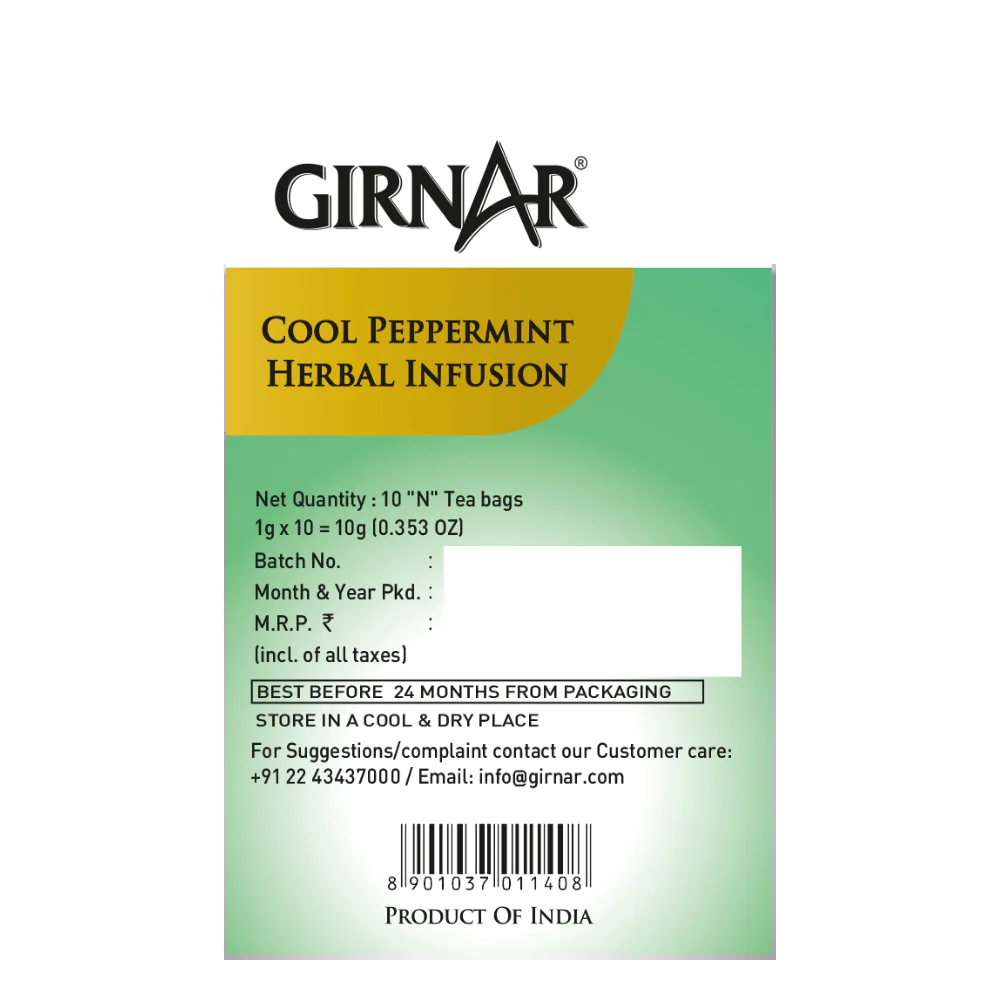 GIRNAR®
COOL PEPPERMINT
HERBAL INFUSION
Net Quantity : 10 "N" Tea bags
1g x 10 = 10g (0.353 OZ)
Batch No. :
Month & Year Pkd. :
M.R.P. ₹ :
(incl. of all taxes)
BEST BEFORE 24 MONTHS FROM PACKAGING
STORE IN A COOL & DRY PLACE
For Suggestions/complaint contact our Customer care:
+91 22 43437000 / Email: info@girnar.com
8 901037 011408
PRODUCT OF INDIA